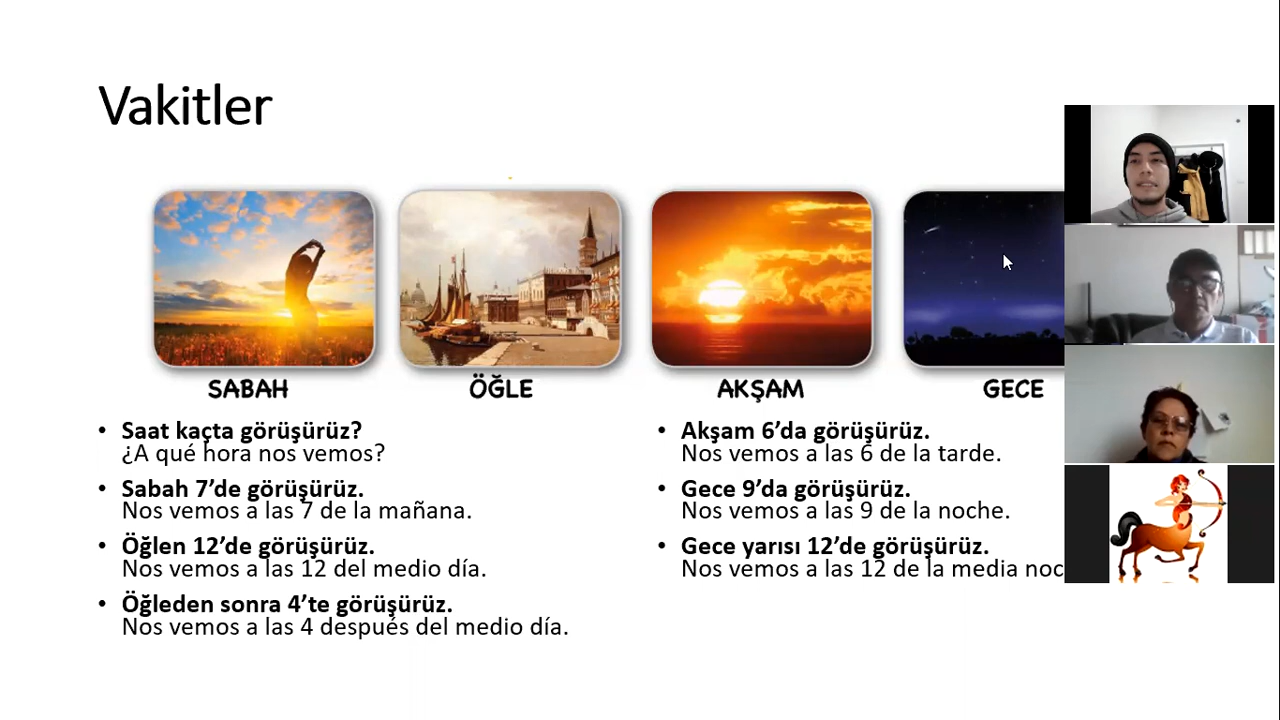 Vakitler
SABAH
ÖĞLE
AKŞAM
GECE
• Saat kaçta görüşürüz?
¿A qué hora nos vemos?
• Sabah 7’de görüşürüz.
Nos vemos a las 7 de la mañana.
• Öğlen 12’de görüşürüz.
Nos vemos a las 12 del medio día.
• Öğleden sonra 4’te görüşürüz.
Nos vemos a las 4 después del medio día.
• Akşam 6’da görüşürüz.
Nos vemos a las 6 de la tarde.
• Gece 9’da görüşürüz.
Nos vemos a las 9 de la noche.
• Gece yarısı 12’de görüşürüz.
Nos vemos a las 12 de la media noc